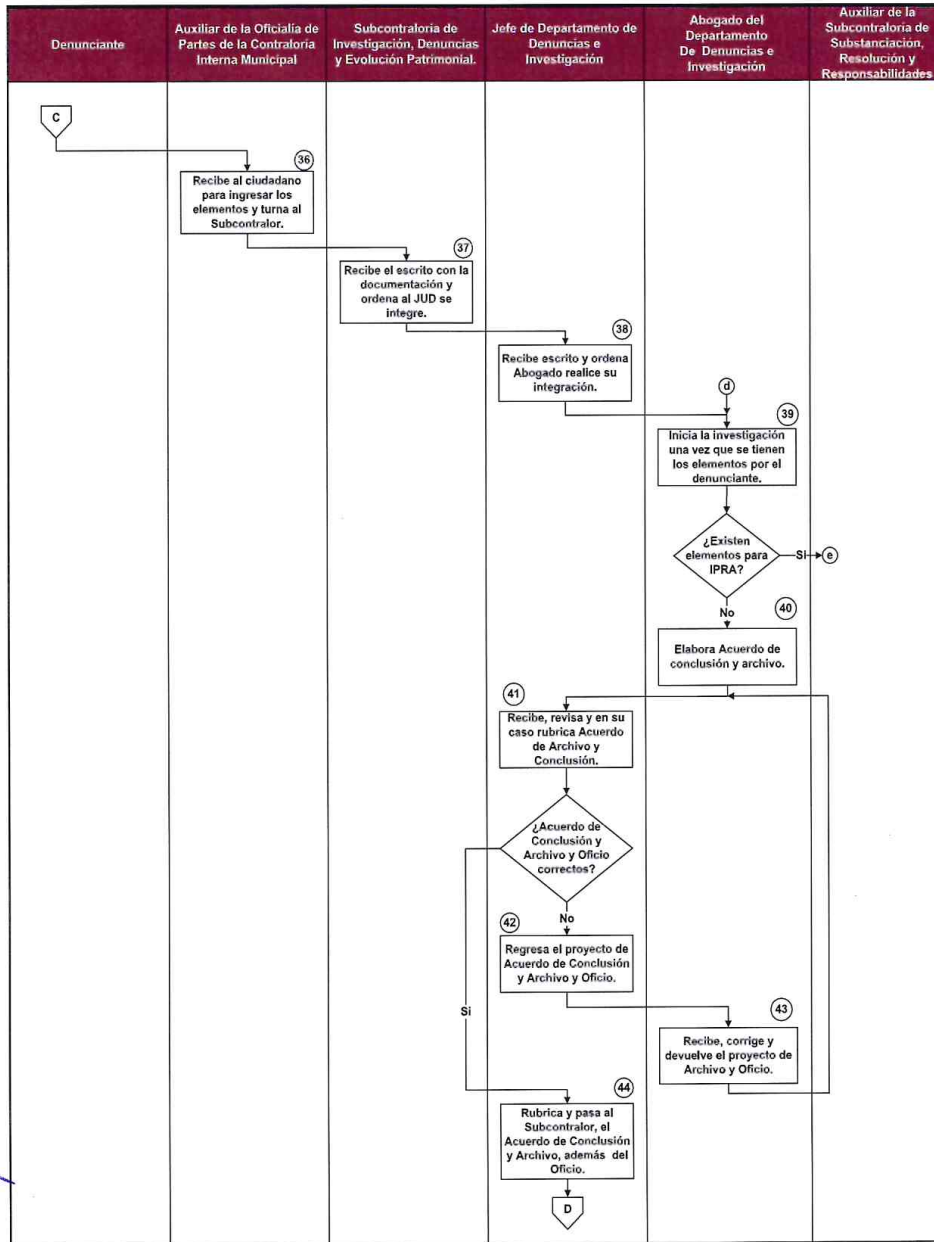 Denunciante
Auxiliar de la Oficialía de
Partes de la Contraloría
Interna Municipal
Subcontraloría de
Investigación, Denuncias
y Evolución Patrimonial.
Jefe de Departamento de
Denuncias e
Investigación
Abogado del
Departamento
De Denuncias e
Investigación
Auxiliar de la
Subcontraloría de
Substanciación,
Resolución y
Responsabilidades
C
36
Recibe al ciudadano
para ingresar los
elementos y turna al
Subcontralor.
37
Recibe el escrito con la
documentación y
ordena al JUD se
integre.
38
Recibe escrito y ordena
Abogado realice su
integración.
d
39
Inicia la investigación
una vez que se tienen
los elementos por el
denunciante.
¿Existen
elementos para
IPRA?
Si
e
No
40
Elabora Acuerdo de
conclusión y archivo.
41
Recibe, revisa y en su
caso rubrica Acuerdo
de Archivo y
Conclusión.
¿Acuerdo de
Conclusión y
Archivo y Oficio
correctos?
No
42
Regresa el proyecto de
Acuerdo de Conclusión
y Archivo y Oficio.
Si
43
Recibe, corrige y
devuelve el proyecto de
Archivo y Oficio.
44
Rubrica y pasa al
Subcontralor, el
Acuerdo de Conclusión
y Archivo, además del
Oficio.
D